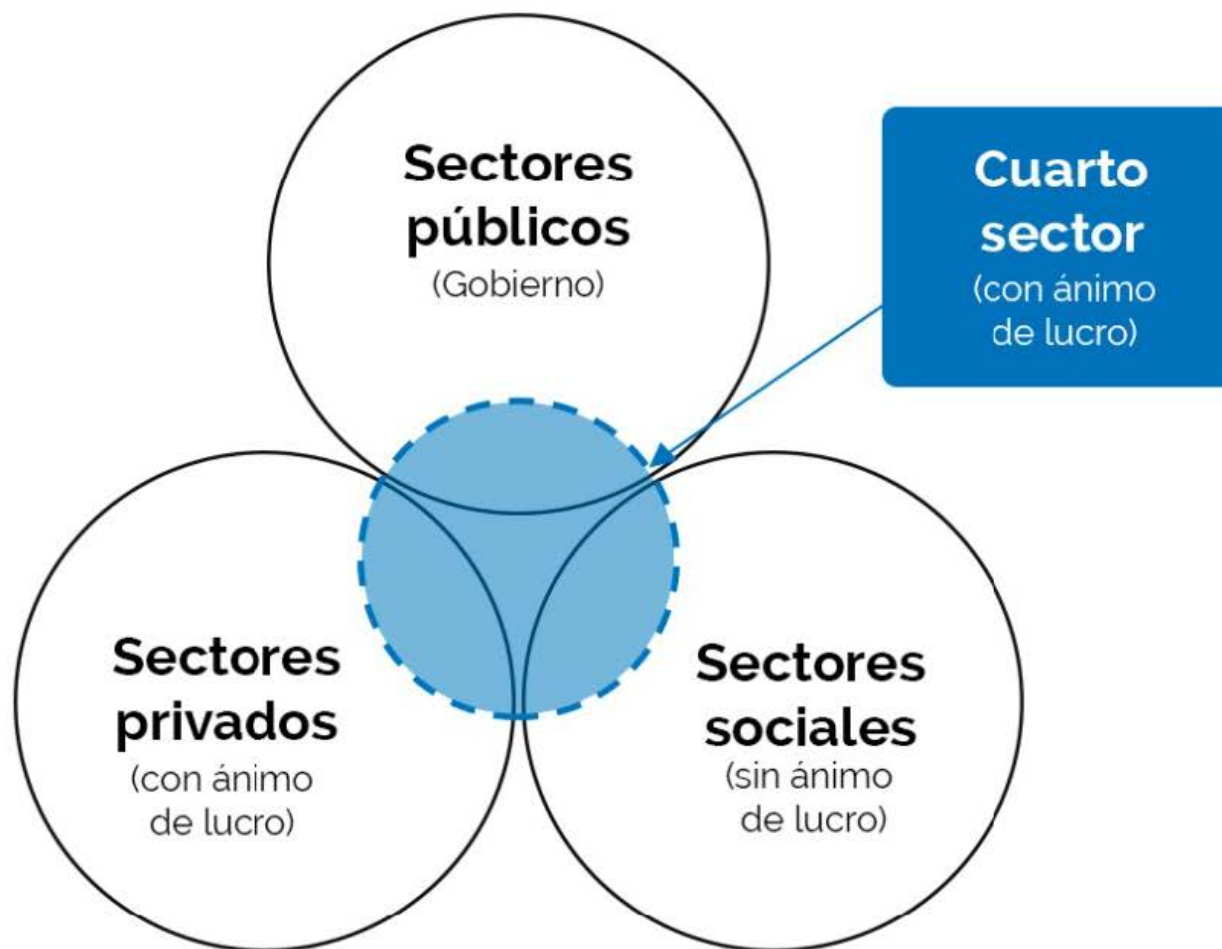 Sectores
públicos
(Gobierno)
Cuarto
sector
(con ánimo
de lucro)
Sectores
privados
(con ánimo
de lucro)
Sectores
sociales
(sin ánimo
de lucro)